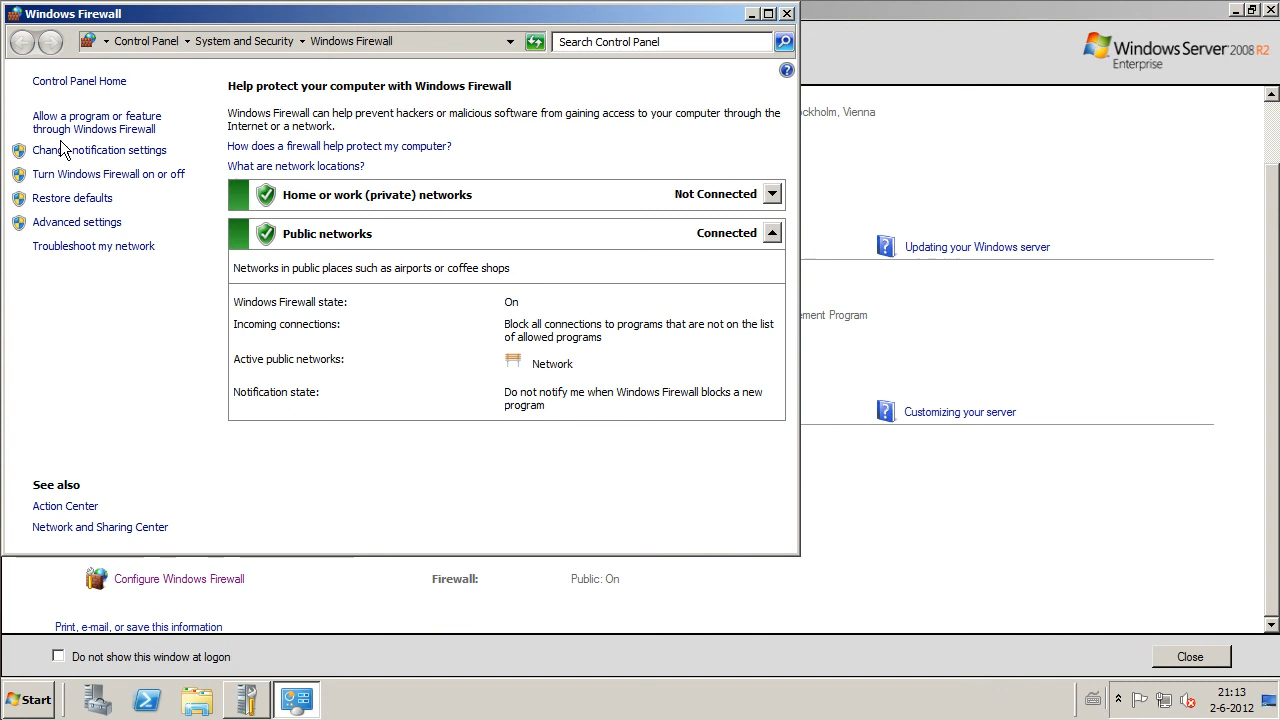 Windows Firewall
Control Panel
System and Security
Windows Firewall
Search Control Panel
Control Panel Home
Allow a program or feature
through Windows Firewall
Change notification settings
Turn Windows Firewall on or off
Restore defaults
Advanced settings
Troubleshoot my network
See also
Action Center
Network and Sharing Center
Help protect your computer with Windows Firewall
Windows Firewall can help prevent hackers or malicious software from gaining access to your computer through the
Internet or a network.
How does a firewall help protect my computer?
What are network locations?
Home or work (private) networks Not Connected
Public networks Connected
Networks in public places such as airports or coffee shops
Windows Firewall state: On
Incoming connections: Block all connections to programs that are not on the list
of allowed programs
Active public networks: Network
Notification state: Do not notify me when Windows Firewall blocks a new
program
Windows Server 2008 R2
Enterprise
ockholm, Vienna
Updating your Windows server
ement Program
Customizing your server
Configure Windows Firewall Firewall: Public: On
Print, e-mail, or save this information
Do not show this window at logon
Close
Start
21:13
2-6-2012